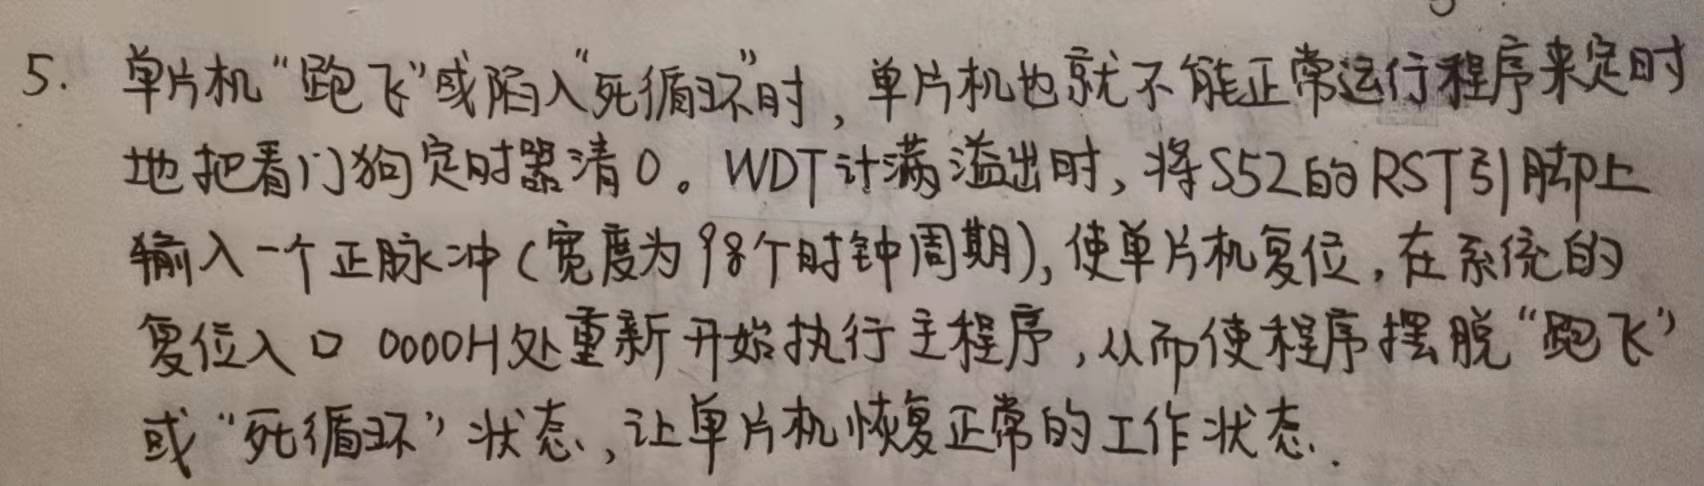 5. 单片机“跑飞”或陷入“死循环”时，单片机也就不能正常运行程序来定时
地把看门狗定时器清0。WDT计满溢出时，将S52的RST引脚上
输入一个正脉冲（宽度为98个时钟周期），使单片机复位，在系统的
复位入口 0000H处重新开始执行主程序，从而使程序摆脱“跑飞”
或“死循环”状态，让单片机恢复正常的工作状态.